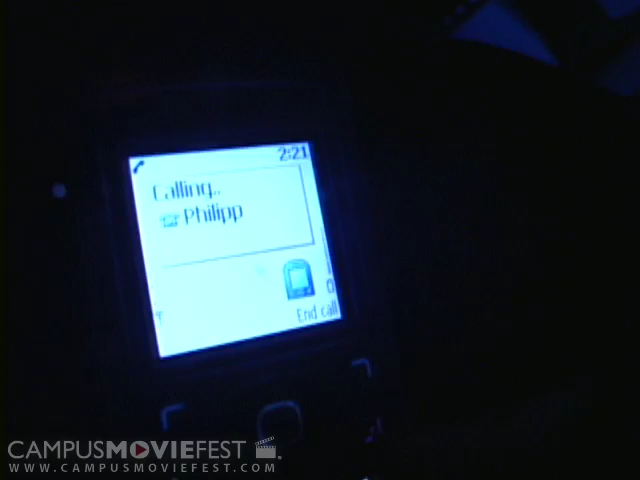 2:21
Calling..
Philipp
End call
CAMPUSMOVIEFEST
WWW.CAMPUSMOVIEFEST.COM